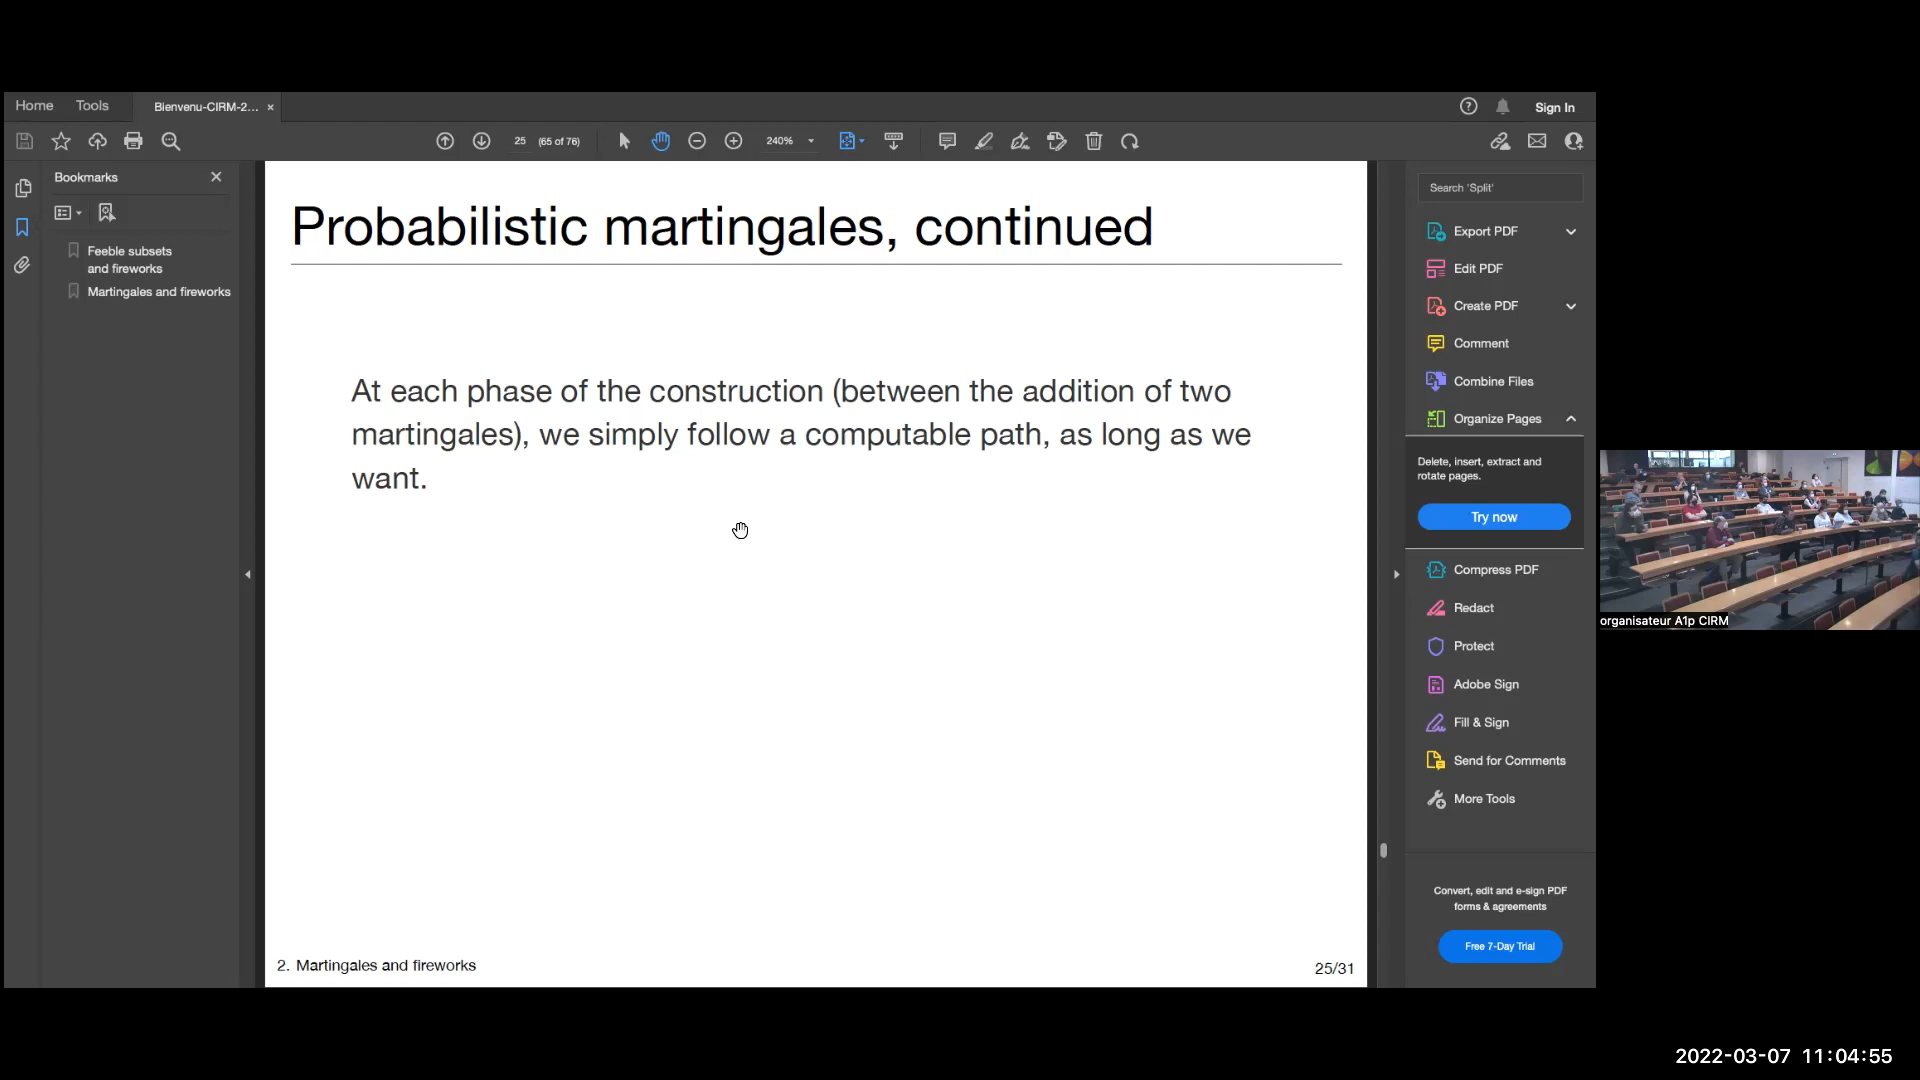 Home Tools Bienvenu-CIRM-2... × Sign In
25 (65 of 76) 240%
Bookmarks
Feeble subsets
and fireworks
Martingales and fireworks
Probabilistic martingales, continued
At each phase of the construction (between the addition of two
martingales), we simply follow a computable path, as long as we
want.
2. Martingales and fireworks
25/31
Search 'Split'
Export PDF
Edit PDF
Create PDF
Comment
Combine Files
Organize Pages
Delete, insert, extract and
rotate pages.
Try now
Compress PDF
Redact
Protect
Adobe Sign
Fill & Sign
Send for Comments
More Tools
Convert, edit and e-sign PDF
forms & agreements
Free 7-Day Trial
organisateur A1p CIRM
2022-03-07 11:04:55